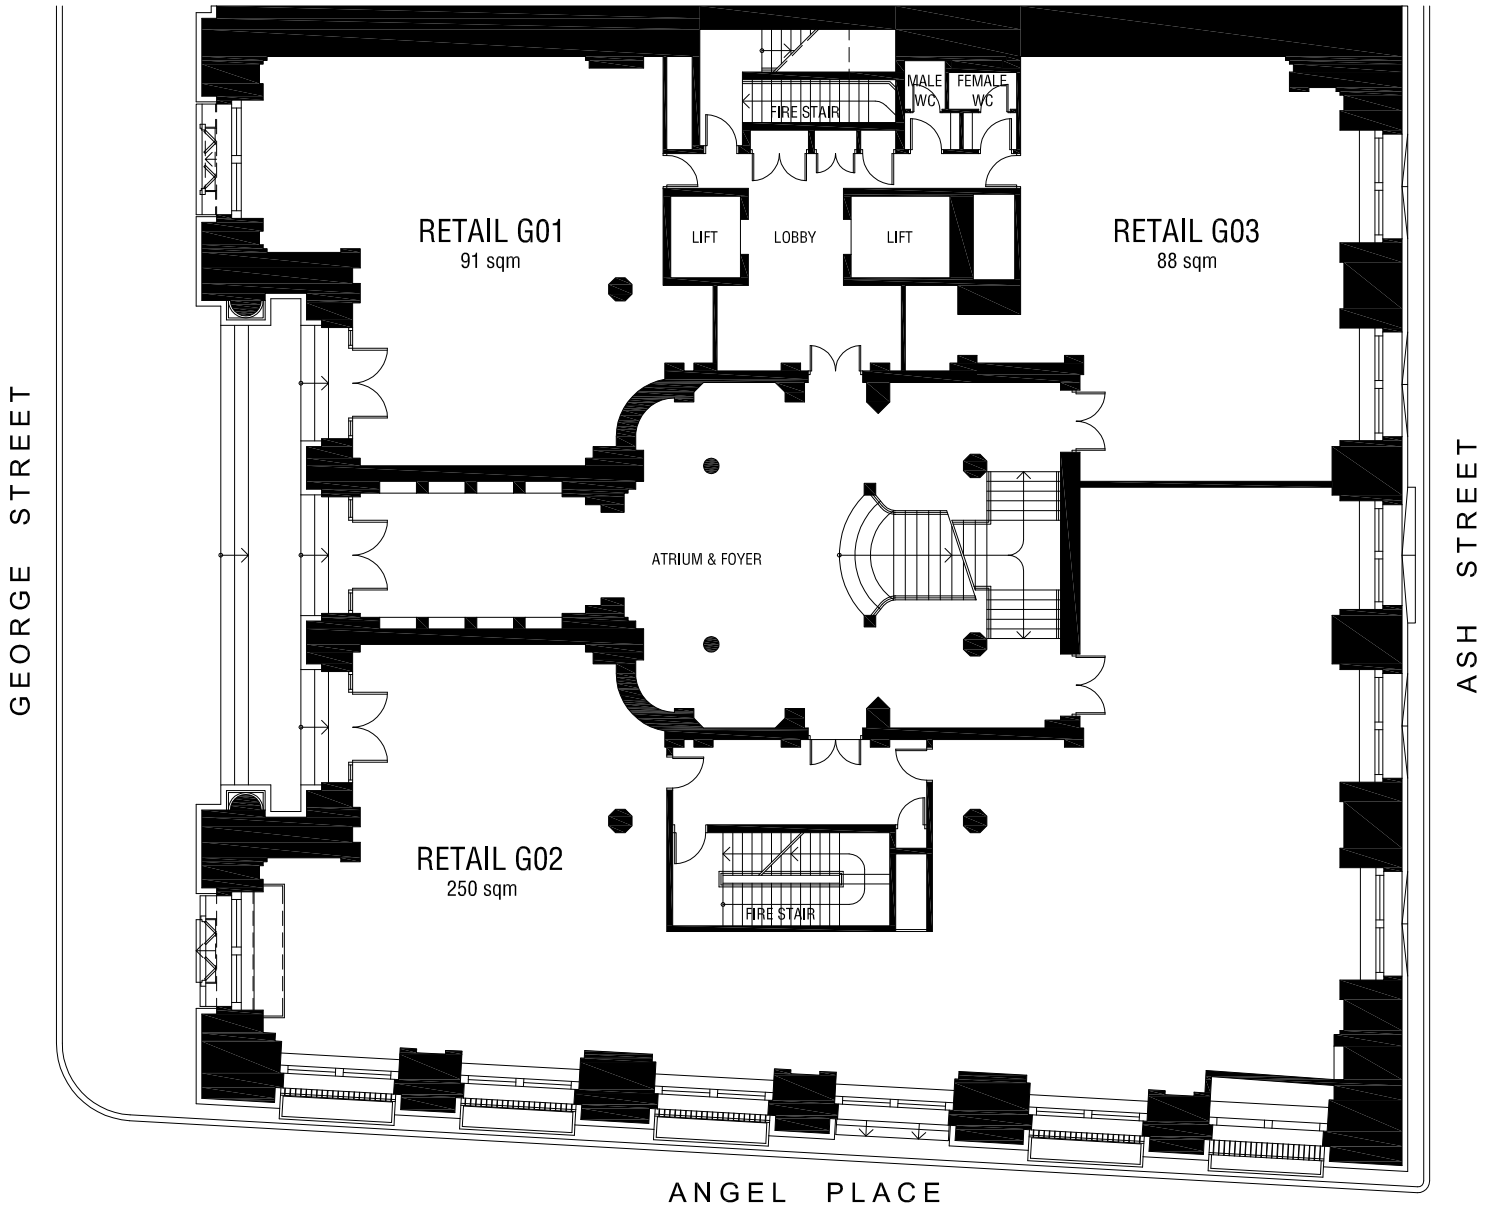 MALE
WC
FEMALE
WC
FIRE STAIR
RETAIL G01
91 sqm
LIFT
LOBBY
LIFT
RETAIL G03
88 sqm
GEORGE STREET
ASH STREET
ATRIUM & FOYER
RETAIL G02
250 sqm
FIRE STAIR
ANGEL PLACE